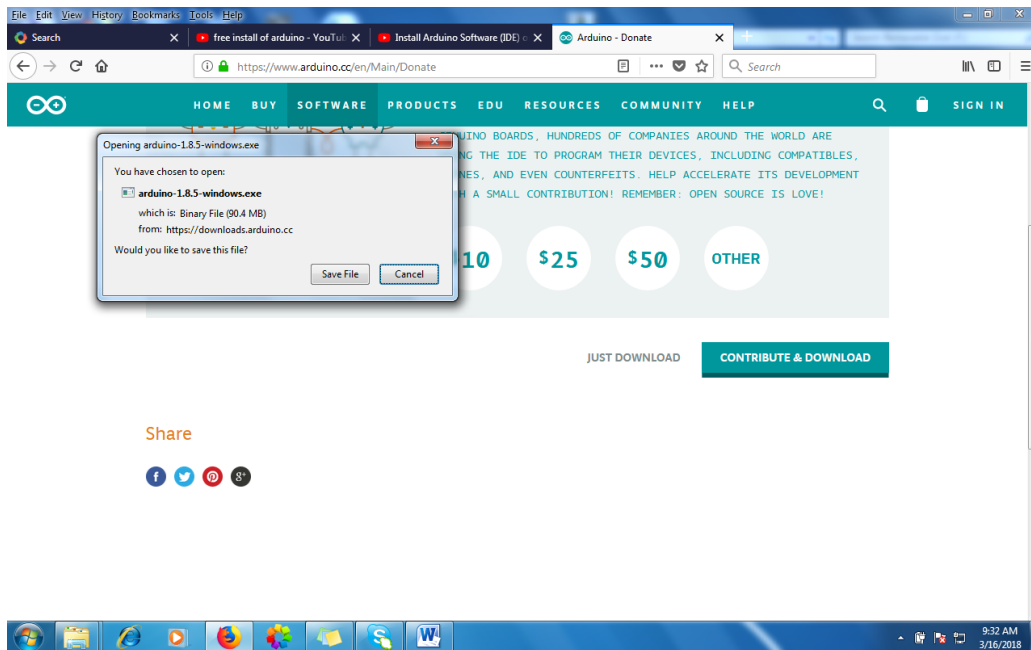 File Edit View History Bookmarks Tools Help
Search
free install of arduino - YouTu
Install Arduino Software (IDE)
Arduino - Donate
https://www.arduino.cc/en/Main/Donate
Search
HOME BUY SOFTWARE PRODUCTS EDU RESOURCES COMMUNITY HELP SIGN IN
BOARDS, HUNDREDS OF COMPANIES AROUND THE WORLD ARE
THE IDE TO PROGRAM THEIR DEVICES, INCLUDING COMPATIBLES,
AND EVEN COUNTERFEITS. HELP ACCELERATE ITS DEVELOPMENT
A SMALL CONTRIBUTION! REMEMBER: OPEN SOURCE IS LOVE!
Opening arduino-1.8.5-windows.exe
You have chosen to open:
arduino-1.8.5-windows.exe
which is: Binary File (90.4 MB)
from: https://downloads.arduino.cc
Would you like to save this file?
Save File Cancel
10 $25 $50 OTHER
JUST DOWNLOAD CONTRIBUTE & DOWNLOAD
Share
9:32 AM
3/16/2018